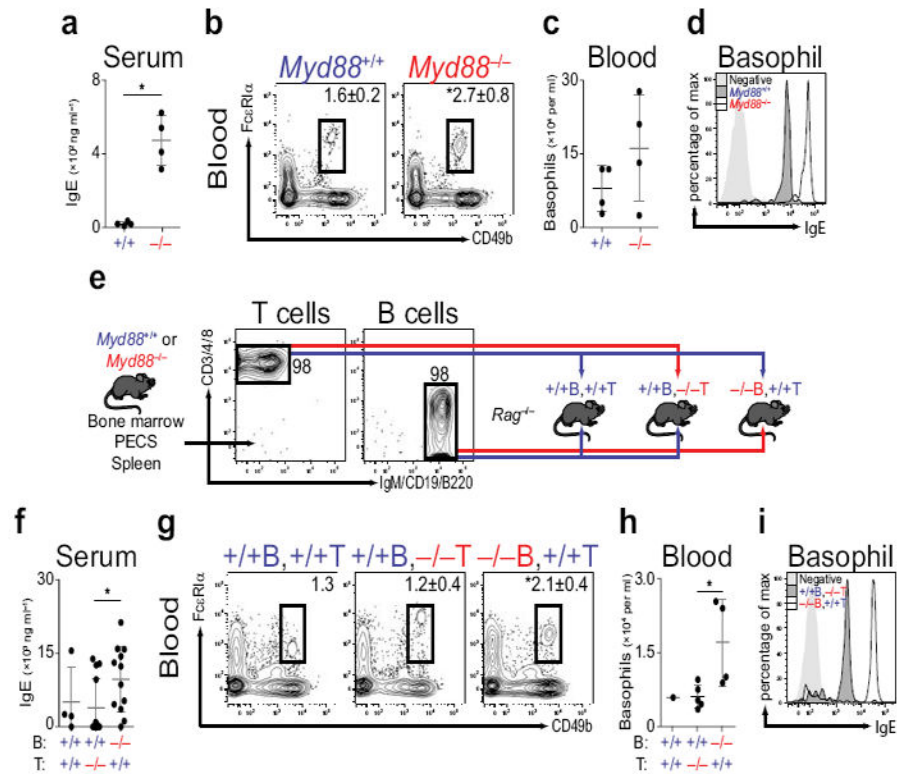 a
Serum
IgE (×10² ng ml⁻¹)
8
4
0
*
+/+
–/–
b
Myd88+/+
Myd88–/–
Blood
FcεRIα
1.6±0.2
*2.7±0.8
CD49b
c
Blood
Basophils (×10⁴ per ml)
30
15
0
+/+
–/–
d
Basophil
percentage of max
Negative
Myd88+/+
Myd88–/–
IgE
e
T cells
B cells
Myd88+/+ or
Myd88–/–
Bone marrow
PECS
Spleen
CD3/4/8
98
98
IgM/CD19/B220
Rag–/–
+/+B,+/+T
+/+B,–/–T
–/–B,+/+T
f
Serum
IgE (×10³ ng ml⁻¹)
30
15
0
*
B: +/+ +/+ –/–
T: +/+ –/– +/+
g
+/+B,+/+T
+/+B,–/–T
–/–B,+/+T
Blood
FcεRIα
1.3
1.2±0.4
*2.1±0.4
CD49b
h
Blood
Basophils (×10⁴ per ml)
3.0
1.5
0
*
B: +/+ +/+ –/–
T: +/+ –/– +/+
i
Basophil
percentage of max
Negative
+/+B,–/–T
–/–B,+/+T
IgE